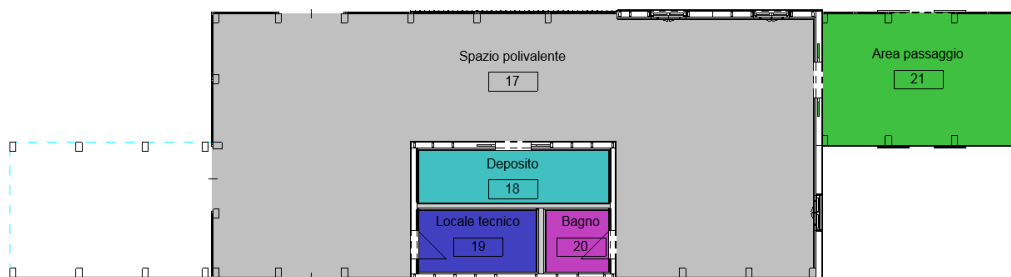 Spazio polivalente
17
Area passaggio
21
Deposito
18
Locale tecnico
19
Bagno
20